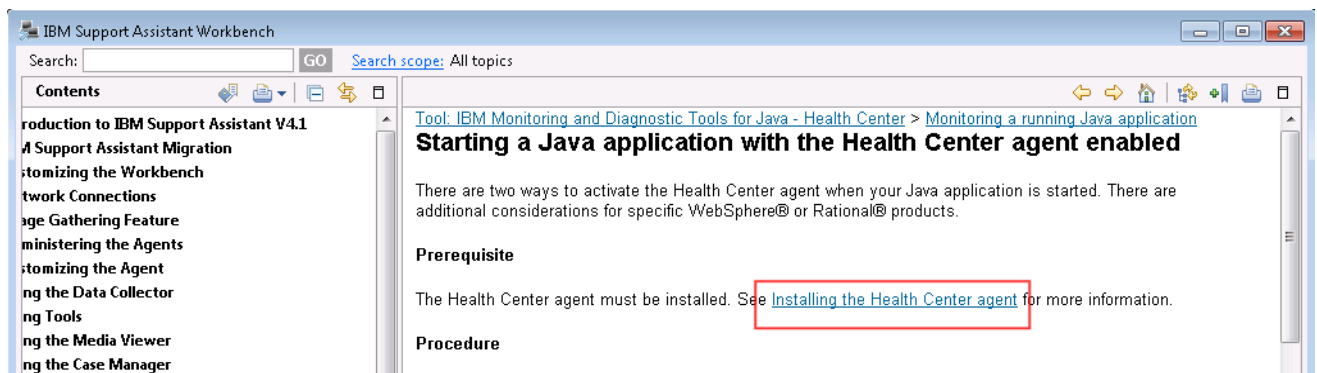 IBM Support Assistant Workbench
Search: GO Search scope: All topics
Contents
roduction to IBM Support Assistant V4.1
M Support Assistant Migration
stomizing the Workbench
twork Connections
age Gathering Feature
ministering the Agents
stomizing the Agent
ng the Data Collector
ng Tools
ng the Media Viewer
ng the Case Manager
Tool: IBM Monitoring and Diagnostic Tools for Java - Health Center > Monitoring a running Java application
Starting a Java application with the Health Center agent enabled
There are two ways to activate the Health Center agent when your Java application is started. There are
additional considerations for specific WebSphere® or Rational® products.
Prerequisite
The Health Center agent must be installed. See Installing the Health Center agent for more information.
Procedure